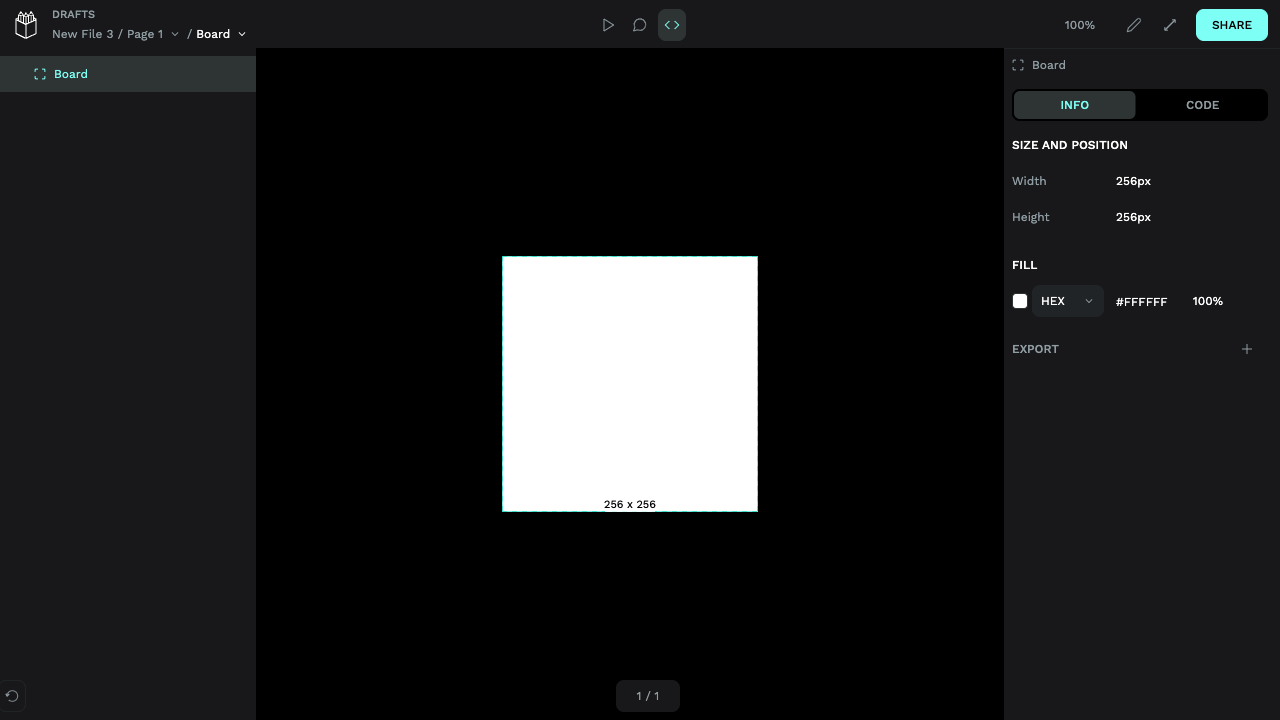 DRAFTS
New File 3 / Page 1 / Board
100%
SHARE
Board
Board
INFO
CODE
SIZE AND POSITION
Width 256px
Height 256px
FILL
HEX #FFFFFF 100%
EXPORT
256 x 256
1 / 1